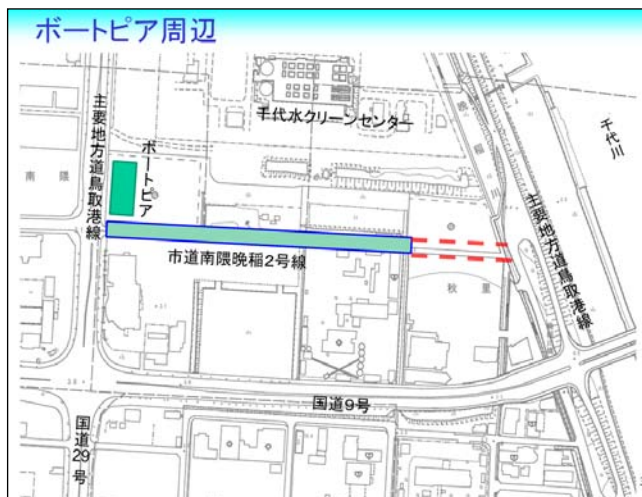 ボートピア周辺
千代水クリーンセンター
晩稲川
千代川
主要地方道鳥取港線
ボートピア
南隈
主要地方道鳥取港線
市道南隈晩稲2号線
秋里
国道9号
国道29号